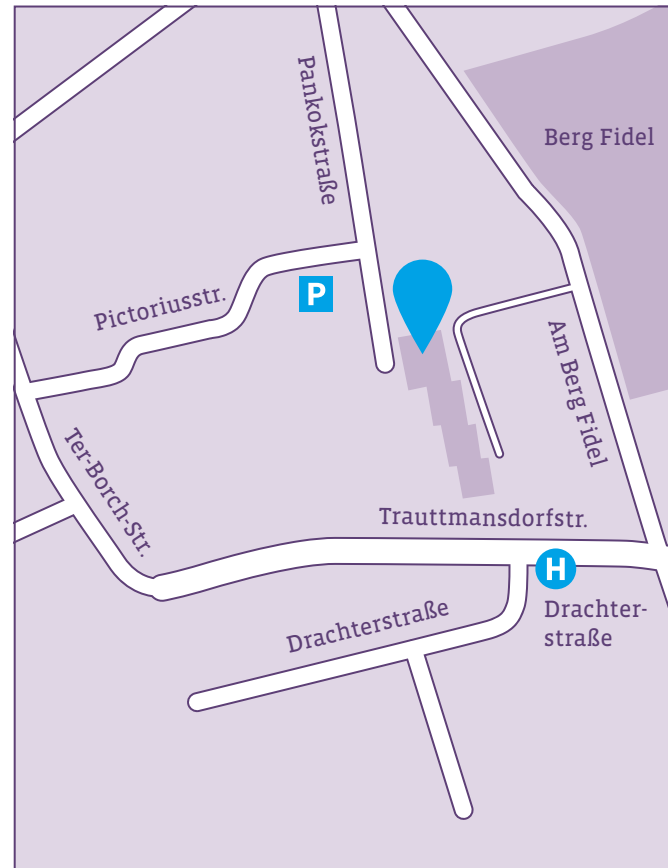 Pankokstraße
Berg Fidel
P
Pictoriusstr.
Am Berg Fidel
Ter-Borch-Str.
Trauttmansdorfstr.
H
Drachter-
straße
Drachterstraße